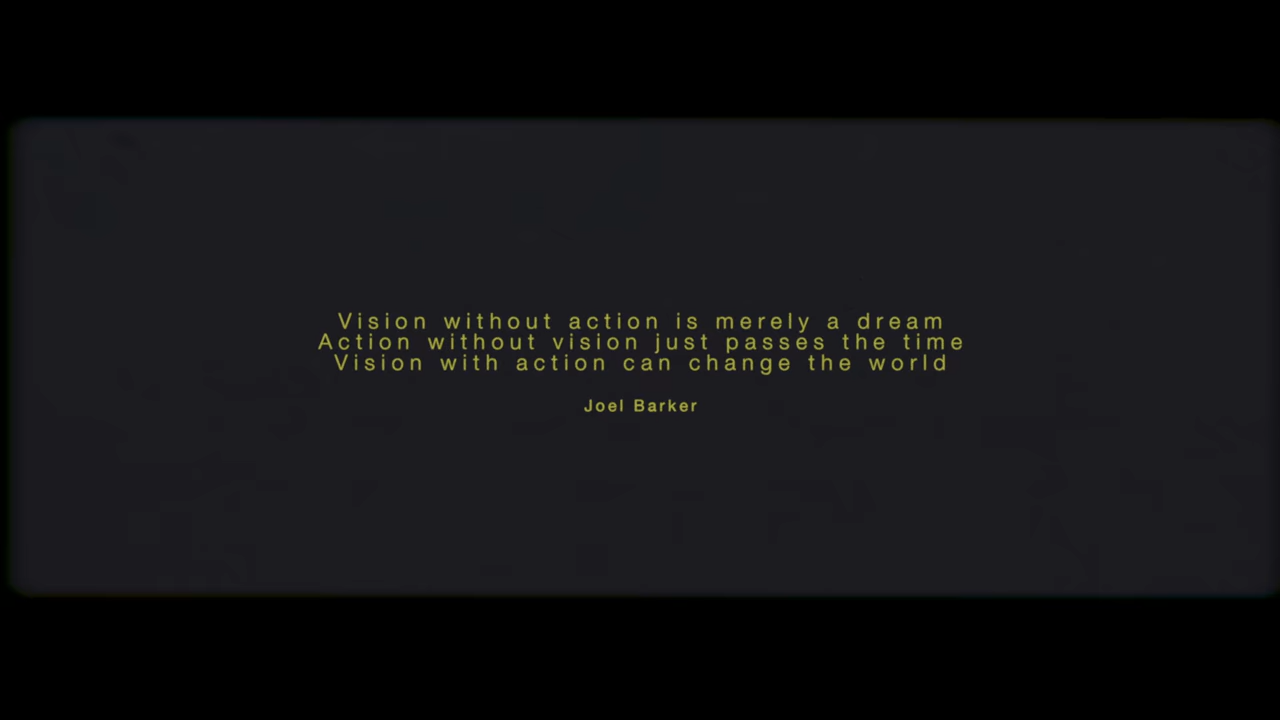 Vision without action is merely a dream
Action without vision just passes the time
Vision with action can change the world
Joel Barker